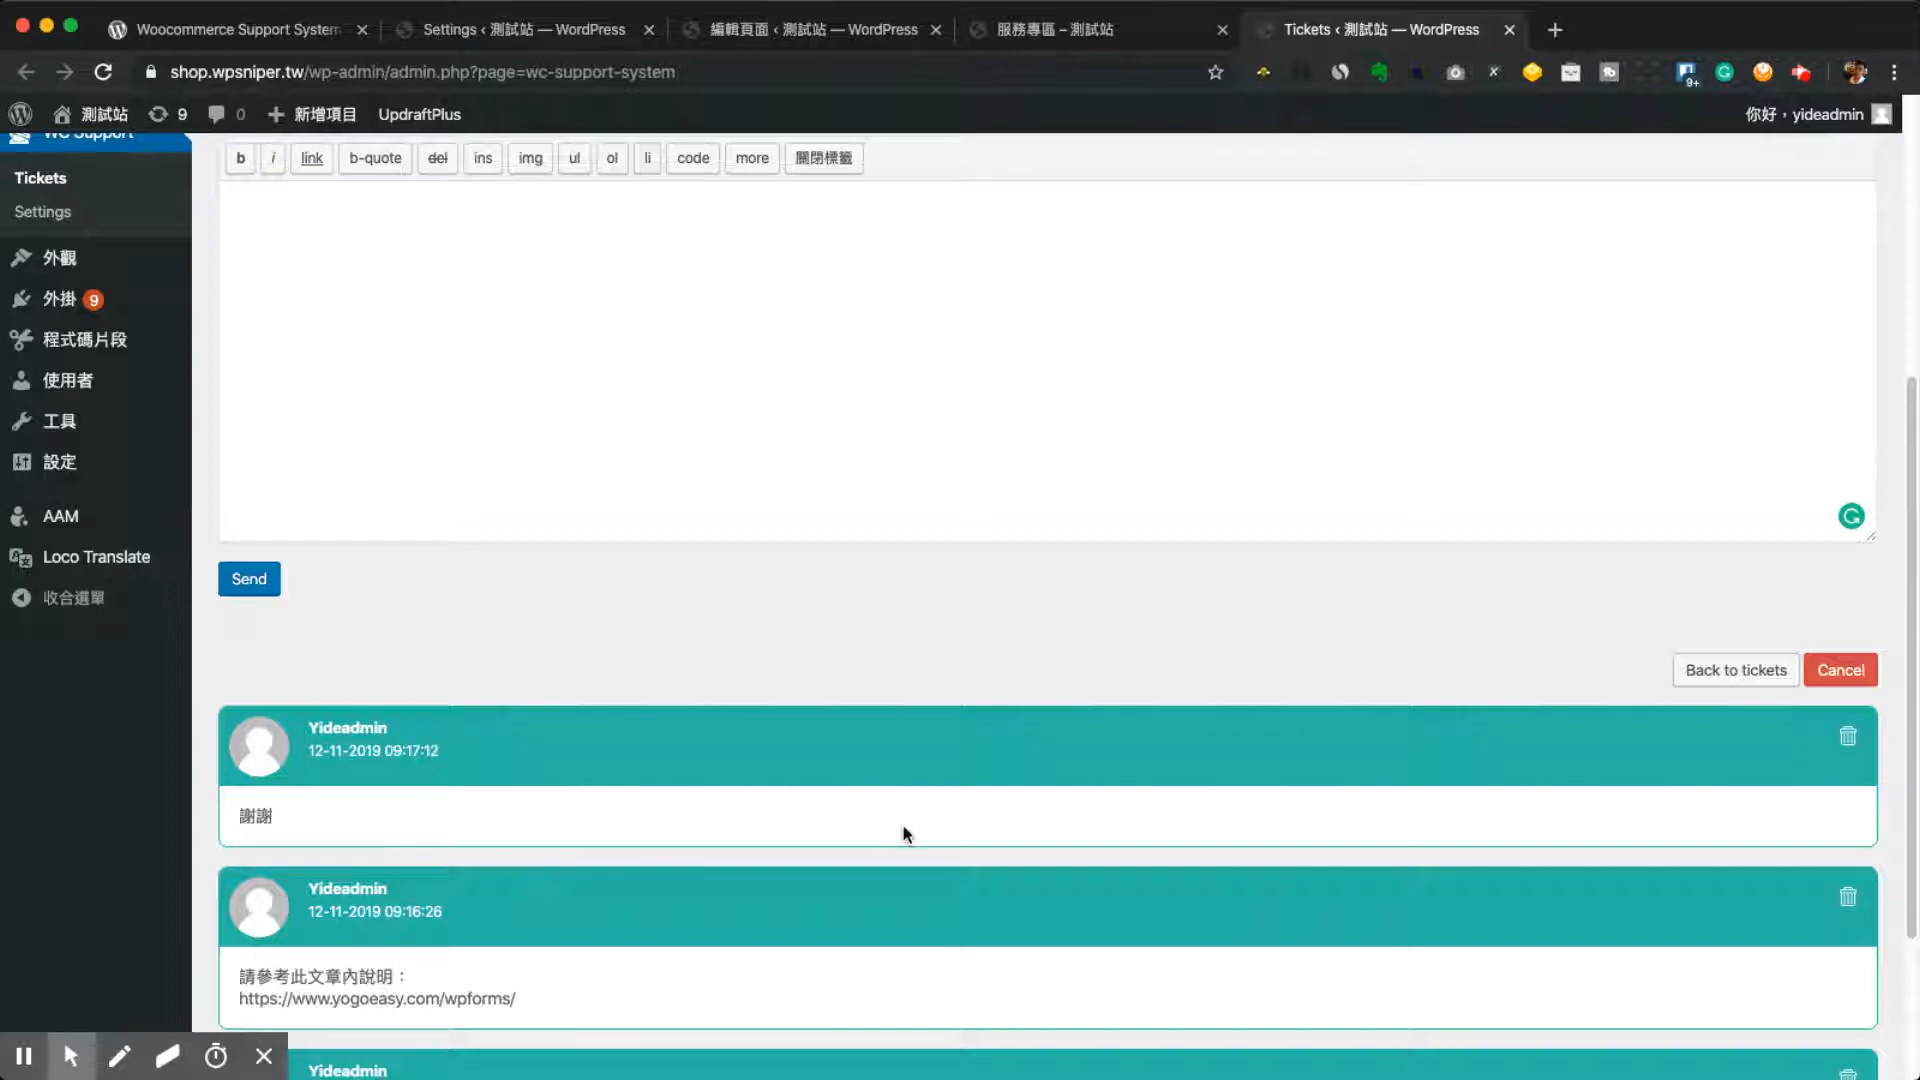 Woocommerce Support System
Settings ‹ 測試站 — WordPress
編輯頁面 ‹ 測試站 — WordPress
服務專區 – 測試站
Tickets ‹ 測試站 — WordPress
shop.wpsniper.tw/wp-admin/admin.php?page=wc-support-system
9+
測試站
9
0
新增項目
UpdraftPlus
你好，yideadmin
WC Support
Tickets
Settings
外觀
外掛 9
程式碼片段
使用者
工具
設定
AAM
Loco Translate
收合選單
b
i
link
b-quote
del
ins
img
ul
ol
li
code
more
關閉標籤
Send
Back to tickets
Cancel
Yideadmin
12-11-2019 09:17:12
謝謝
Yideadmin
12-11-2019 09:16:26
請參考此文章內說明：
https://www.yogoeasy.com/wpforms/
Yideadmin